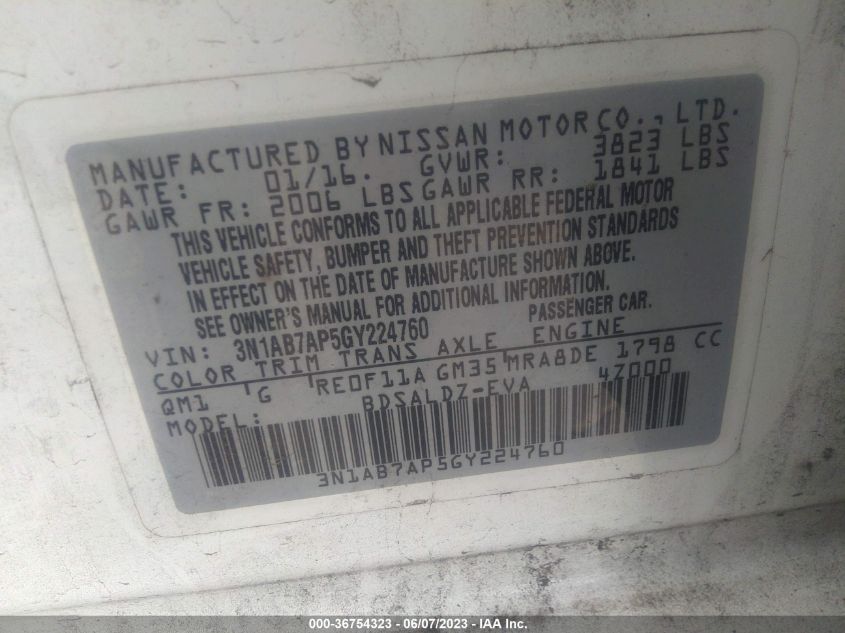 MANUFACTURED BY NISSAN MOTOR CO., LTD.
DATE: 01/16. GVWR: 3823 LBS
GAWR FR: 2006 LBS GAWR RR: 1841 LBS
THIS VEHICLE CONFORMS TO ALL APPLICABLE FEDERAL MOTOR
VEHICLE SAFETY, BUMPER AND THEFT PREVENTION STANDARDS
IN EFFECT ON THE DATE OF MANUFACTURE SHOWN ABOVE.
SEE OWNER'S MANUAL FOR ADDITIONAL INFORMATION.
VIN: 3N1AB7AP5GY224760 PASSENGER CAR.
COLOR TRIM TRANS AXLE ENGINE
QM1 G RE0F11A GM35 MRA8DE 1798 CC
MODEL: BDSALDZ-EVA 4Z000
3N1AB7AP5GY224760
000-36754323 - 06/07/2023 - IAA Inc.